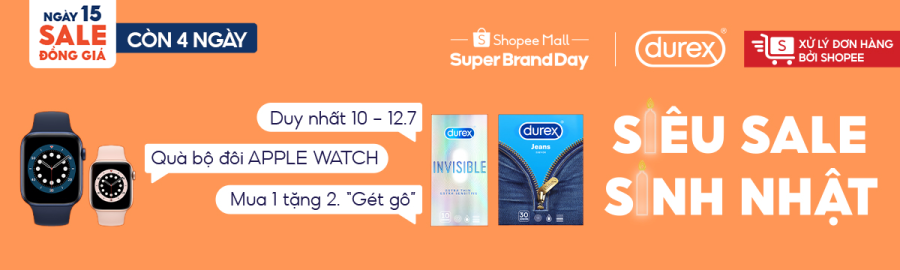 NGÀY 15
SALE
ĐỒNG GIÁ
CÒN 4 NGÀY
Shopee Mall
Super Brand Day
durex
XỬ LÝ ĐƠN HÀNG
BỞI SHOPEE
Duy nhất 10 – 12.7
Quà bộ đôi APPLE WATCH
Mua 1 tặng 2. "Gét gô"
durex
INVISIBLE
durex
Jeans
SIÊU SALE
SINH NHẬT